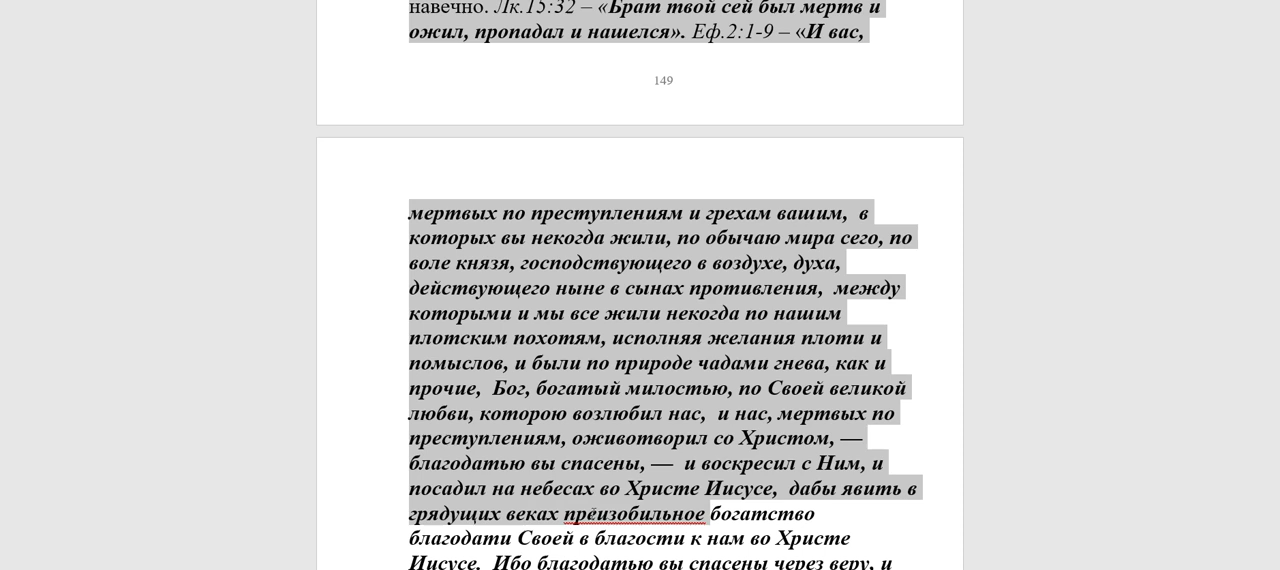 навечно. Лк.15:32 – «Брат твой сей был мертв и
ожил, пропадал и нашелся». Еф.2:1-9 – «И вас,
149
мертвых по преступлениям и грехам вашим, в
которых вы некогда жили, по обычаю мира сего, по
воле князя, господствующего в воздухе, духа,
действующего ныне в сынах противления, между
которыми и мы все жили некогда по нашим
плотским похотям, исполняя желания плоти и
помыслов, и были по природе чадами гнева, как и
прочие, Бог, богатый милостью, по Своей великой
любви, которою возлюбил нас, и нас, мертвых по
преступлениям, оживотворил со Христом, —
благодатью вы спасены, — и воскресил с Ним, и
посадил на небесах во Христе Иисусе, дабы явить в
грядущих веках преизобильное богатство
благодати Своей в благости к нам во Христе
Иисусе. Ибо благодатью вы спасены через веру, и